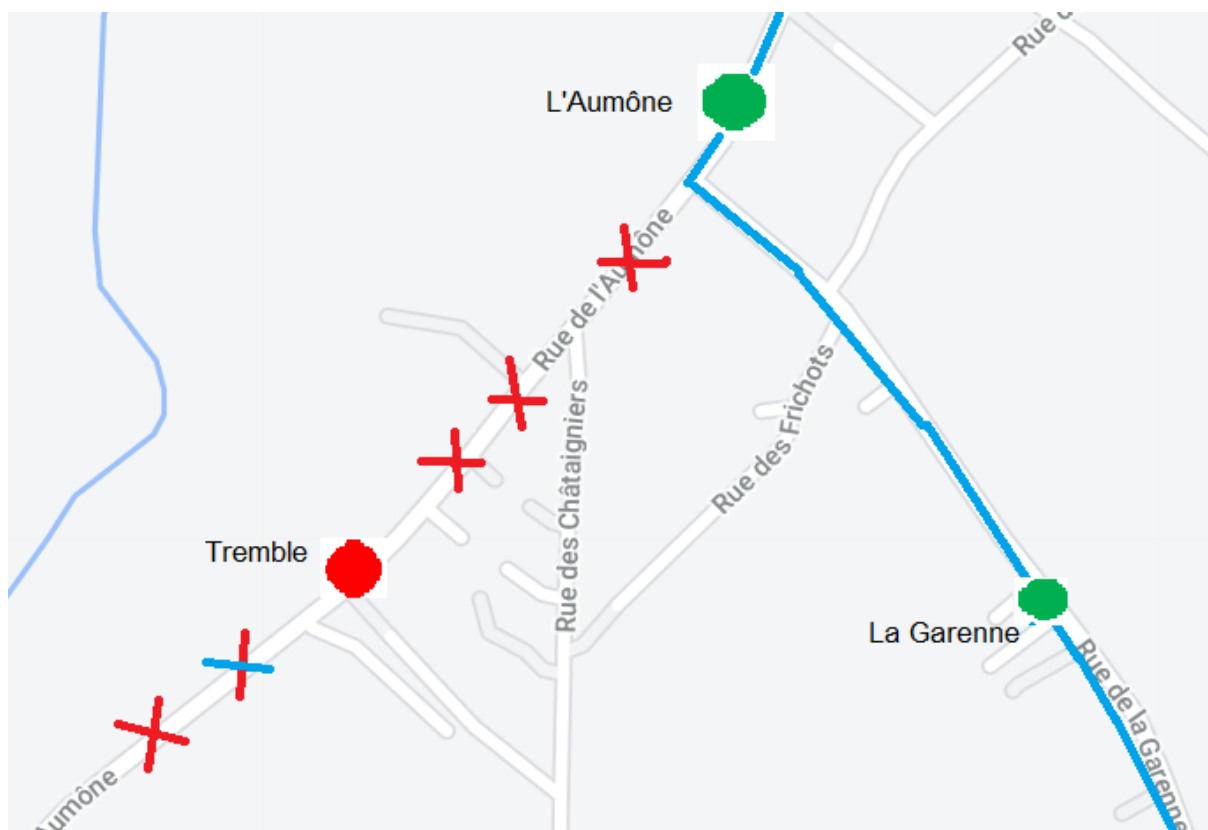 Rue d
L'Aumône
Rue de l'Aumône
Rue des Châtaigniers
Rue des Frichots
Tremble
La Garenne
Rue de la Garenne
Aumône